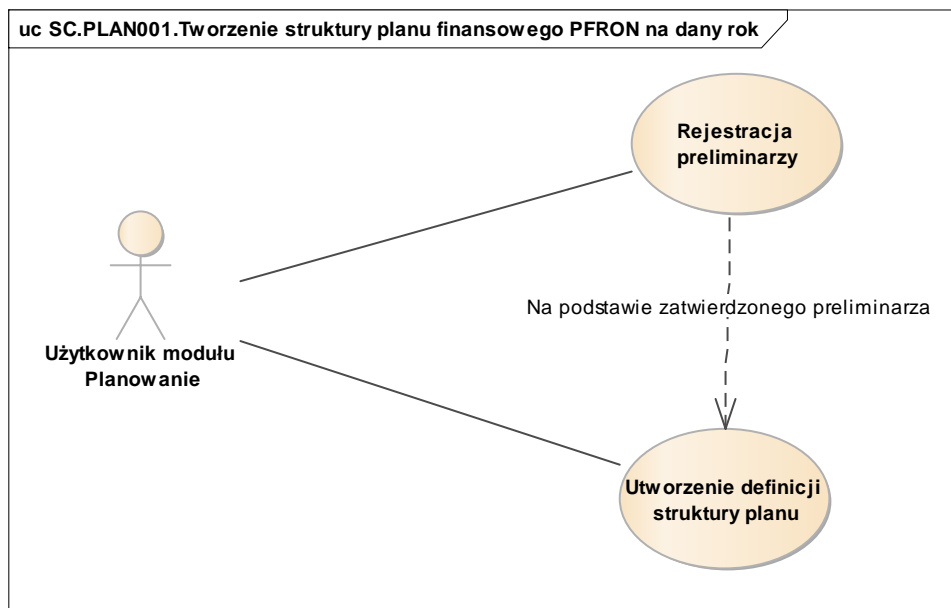 uc SC.PLAN001.Tworzenie struktury planu finansowego PFRON na dany rok
Rejestracja
preliminarzy
Na podstawie zatwierdzonego preliminarza
Użytkownik modułu
Planowanie
Utworzenie definicji
struktury planu